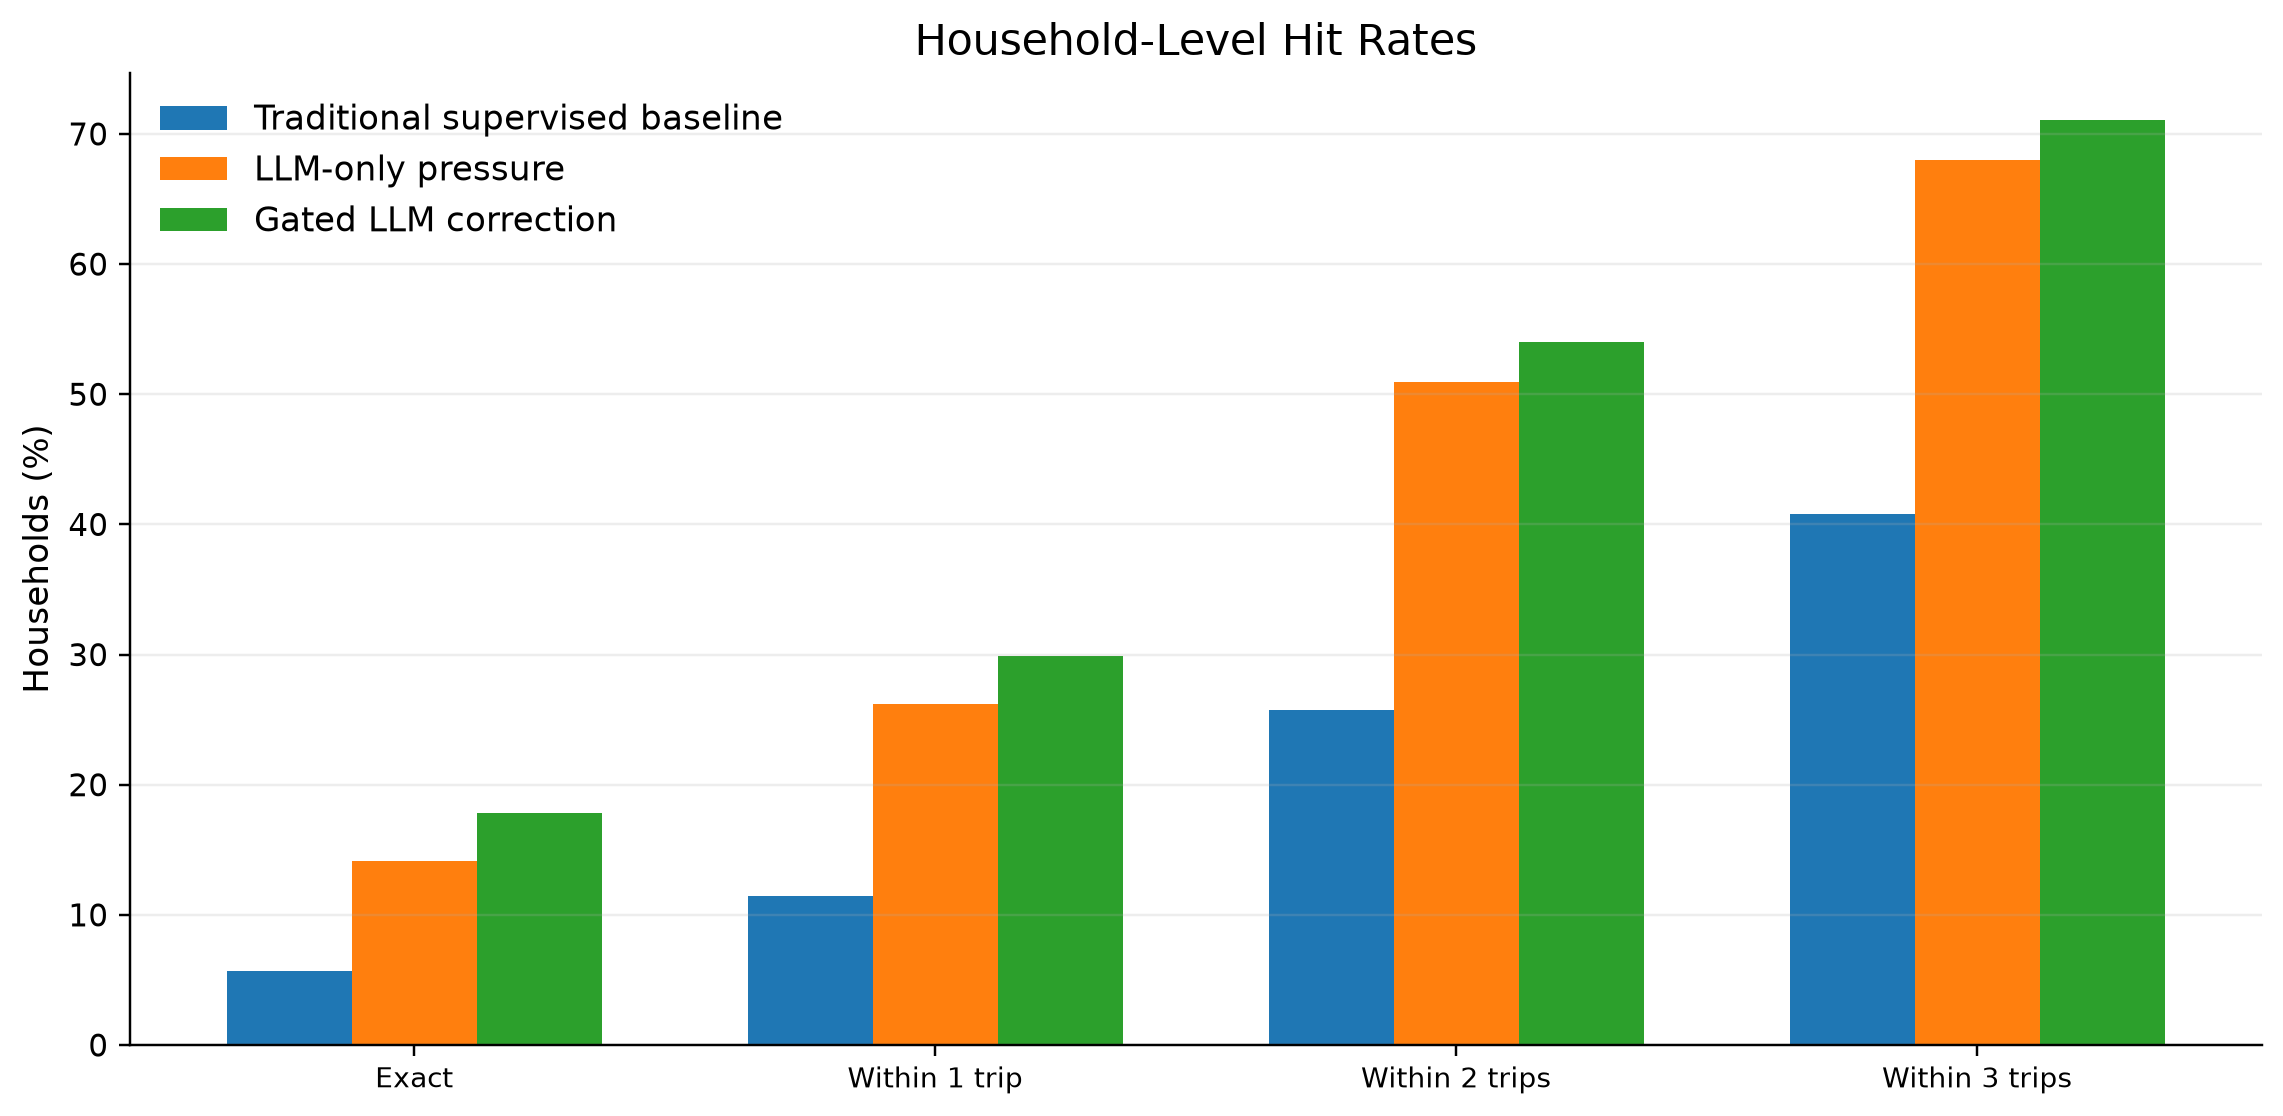 Household-Level Hit Rates
Traditional supervised baseline
LLM-only pressure
Gated LLM correction
Households (%)
70
60
50
40
30
20
10
0
Exact
Within 1 trip
Within 2 trips
Within 3 trips